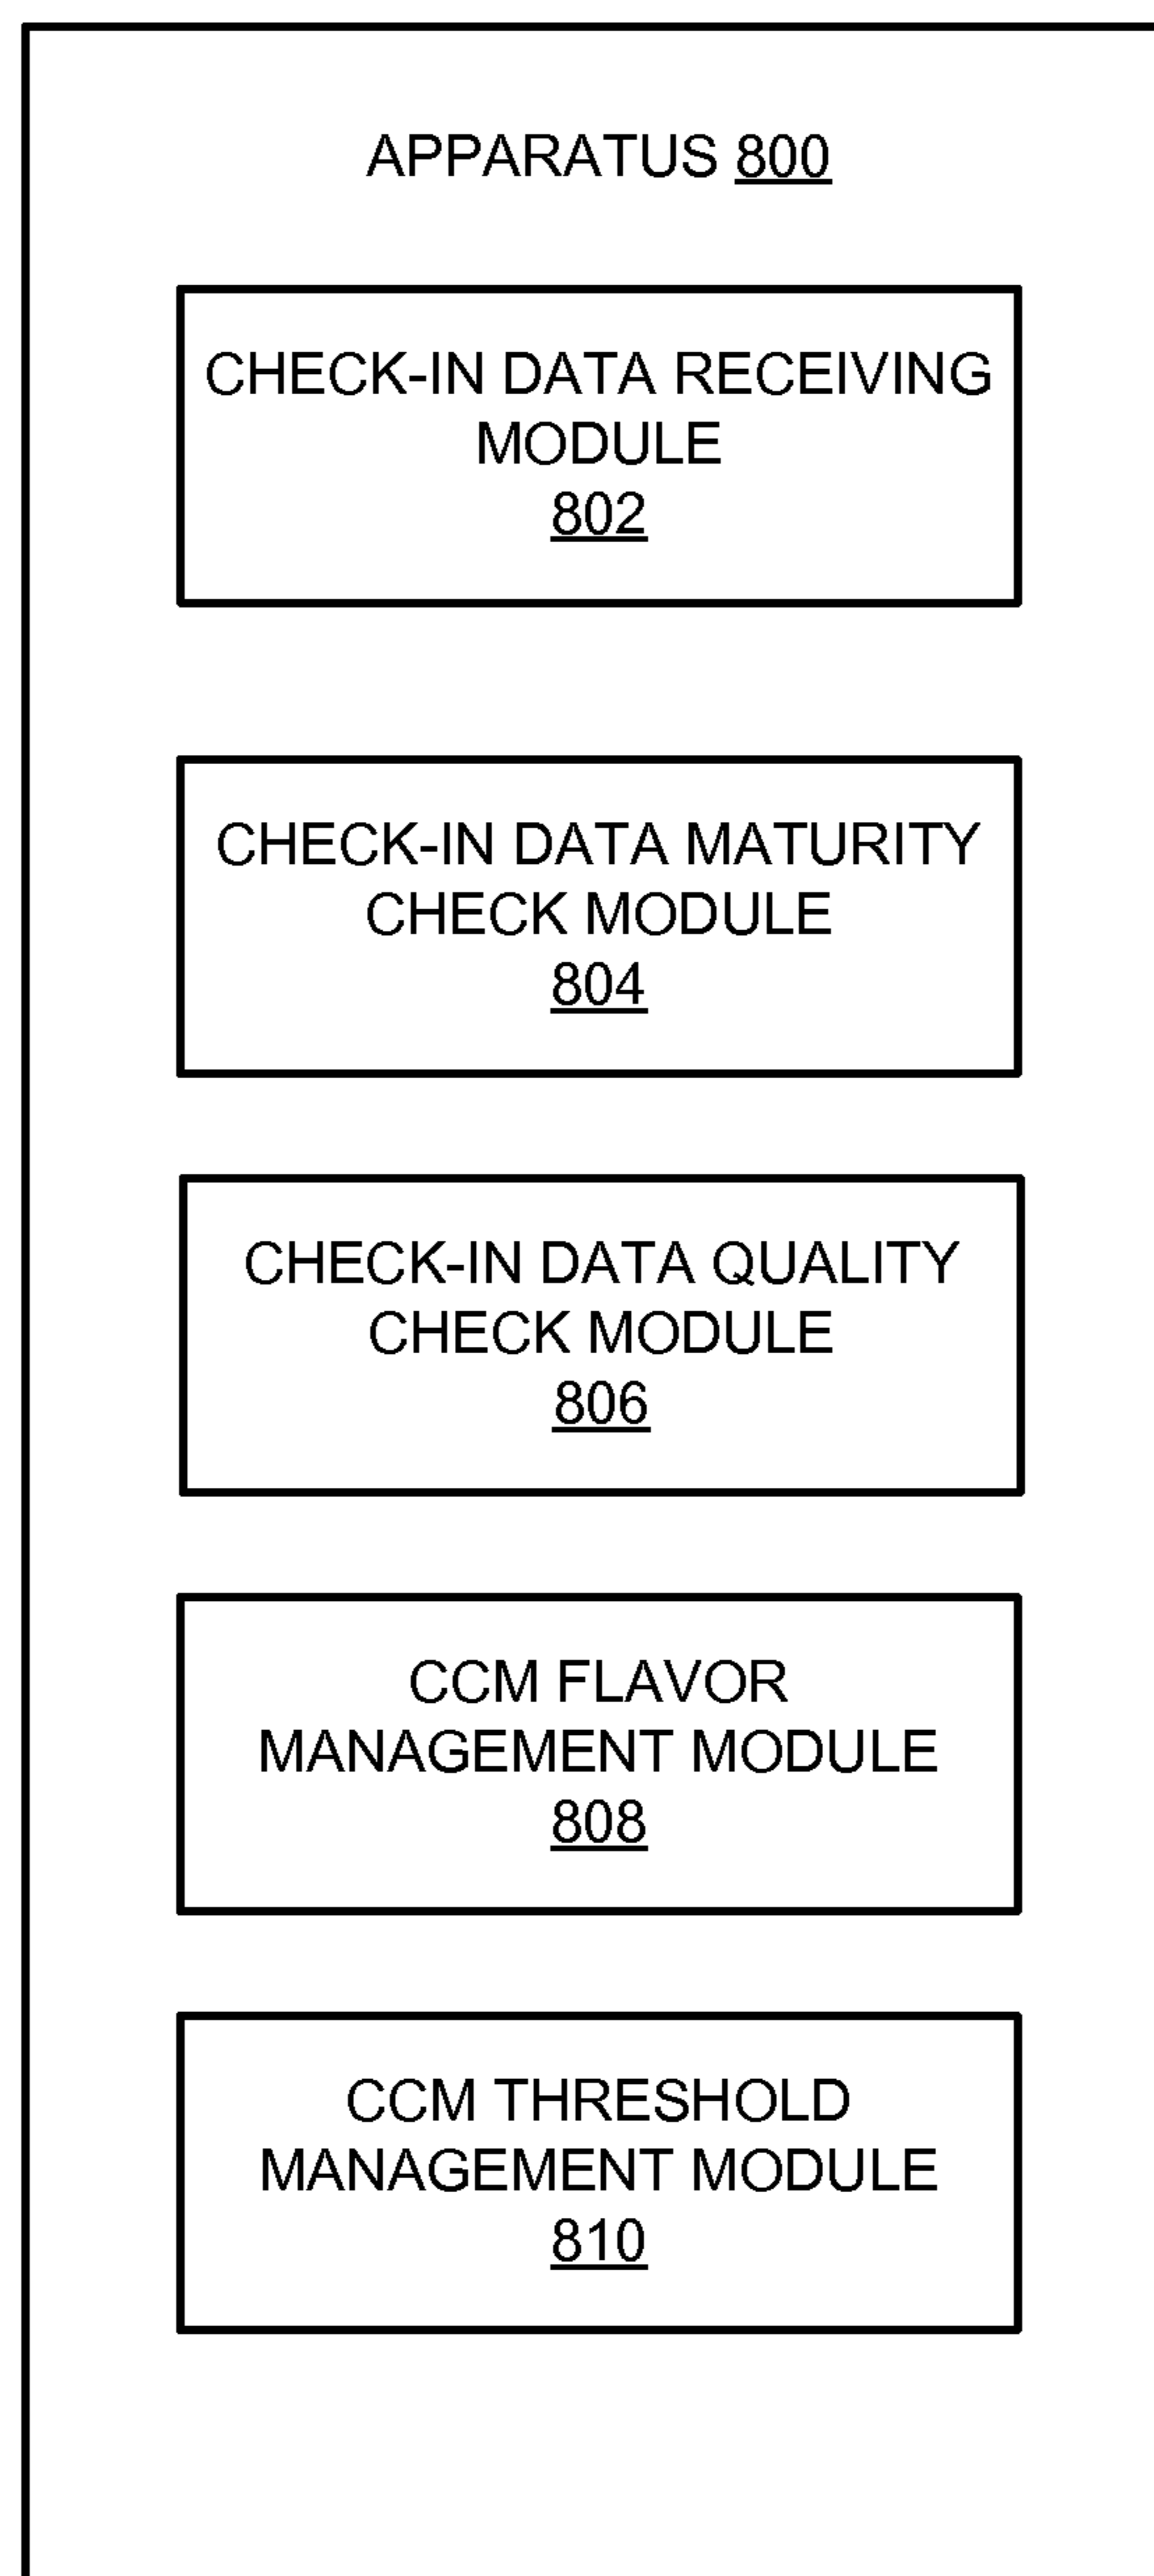 APPARATUS 800
CHECK-IN DATA RECEIVING
MODULE
802
CHECK-IN DATA MATURITY
CHECK MODULE
804
CHECK-IN DATA QUALITY
CHECK MODULE
806
CCM FLAVOR
MANAGEMENT MODULE
808
CCM THRESHOLD
MANAGEMENT MODULE
810